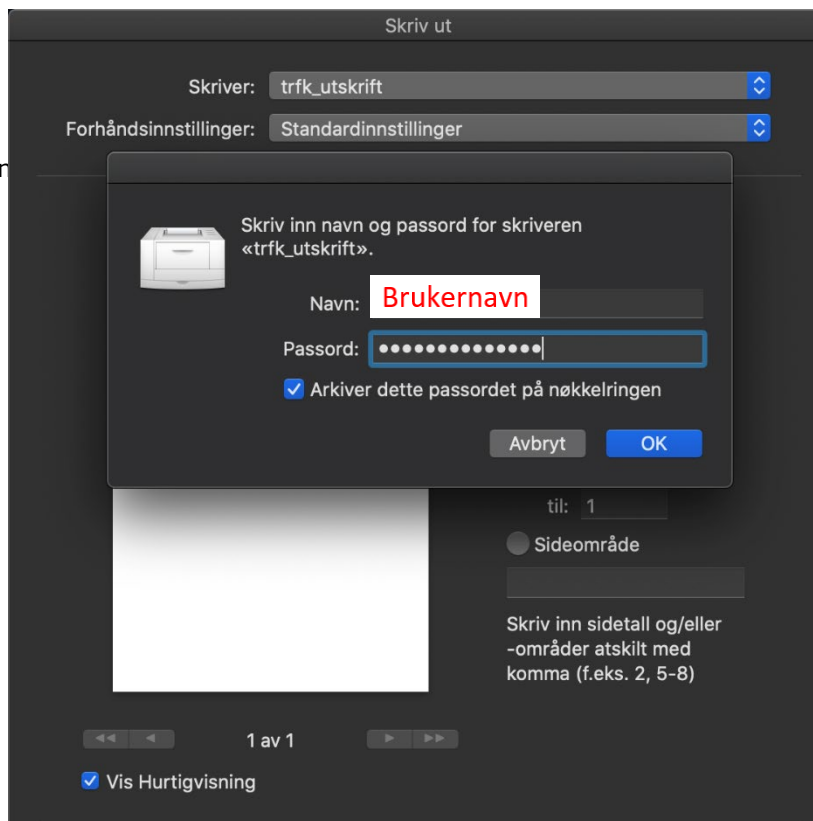 Skriv ut
Skriver: trfk_utskrift
Forhåndsinnstillinger: Standardinnstillinger
Skriv inn navn og passord for skriveren
«trfk_utskrift».
Navn: Brukernavn
Passord: ••••••••••••••
Arkiver dette passordet på nøkkelringen
Avbryt OK
til: 1
Sideområde
Skriv inn sidetall og/eller
-områder atskilt med
komma (f.eks. 2, 5-8)
1 av 1
Vis Hurtigvisning